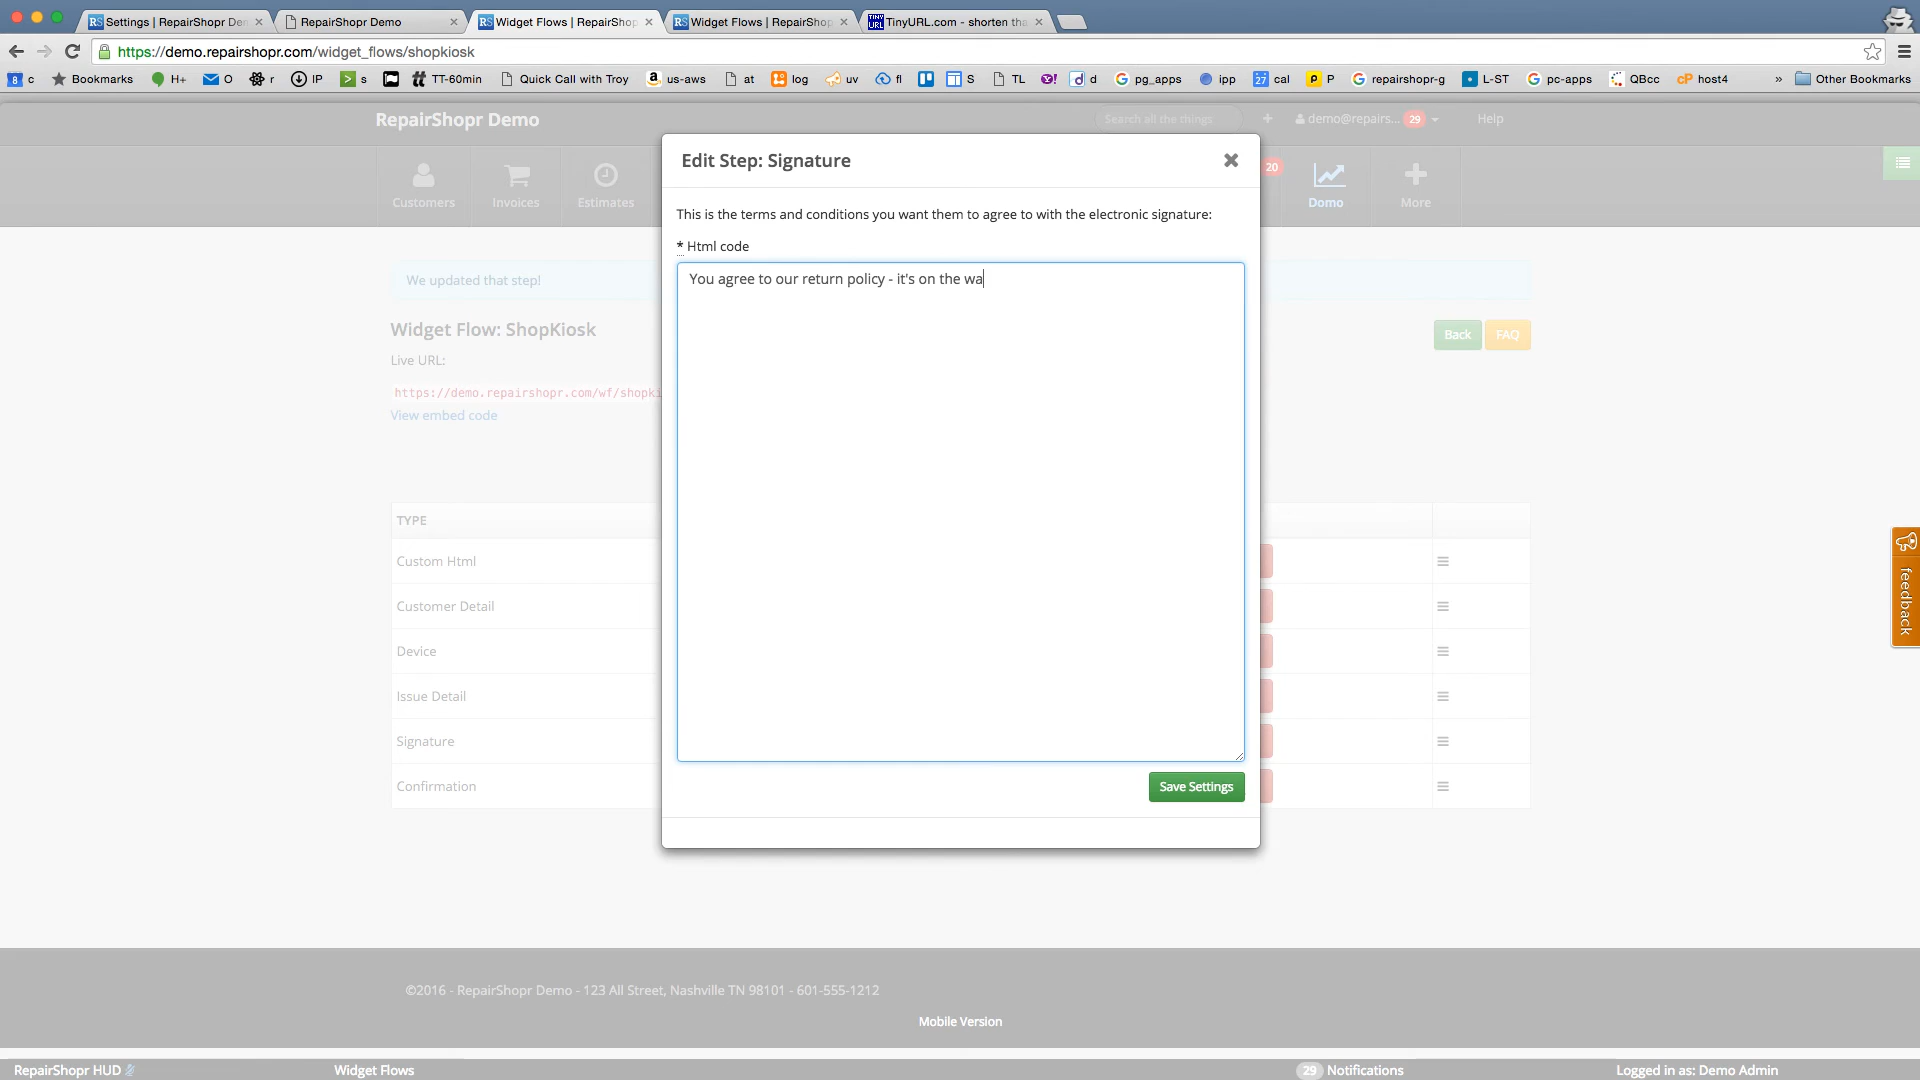 Settings | RepairShopr De
RepairShopr Demo
Widget Flows | RepairShop
Widget Flows | RepairShop
TinyURL.com - shorten tha
https://demo.repairshopr.com/widget_flows/shopkiosk
8 c
Bookmarks
H+
O
r
IP
s
TT-60min
Quick Call with Troy
us-aws
at
log
uv
fl
S
TL
d
pg_apps
ipp
27 cal
P
repairshopr-g
L-ST
pc-apps
QBcc
host4
»
Other Bookmarks
RepairShopr Demo
Search all the things
demo@repairs... 29
Help
Customers
Invoices
Estimates
20
Domo
More
Edit Step: Signature
This is the terms and conditions you want them to agree to with the electronic signature:
* Html code
You agree to our return policy - it's on the wa
Save Settings
We updated that step!
Widget Flow: ShopKiosk
Back
FAQ
Live URL:
https://demo.repairshopr.com/wf/shopki
View embed code
TYPE
Custom Html
Customer Detail
Device
Issue Detail
Signature
Confirmation
feedback
©2016 - RepairShopr Demo - 123 All Street, Nashville TN 98101 - 601-555-1212
Mobile Version
RepairShopr HUD
Widget Flows
29 Notifications
Logged in as: Demo Admin